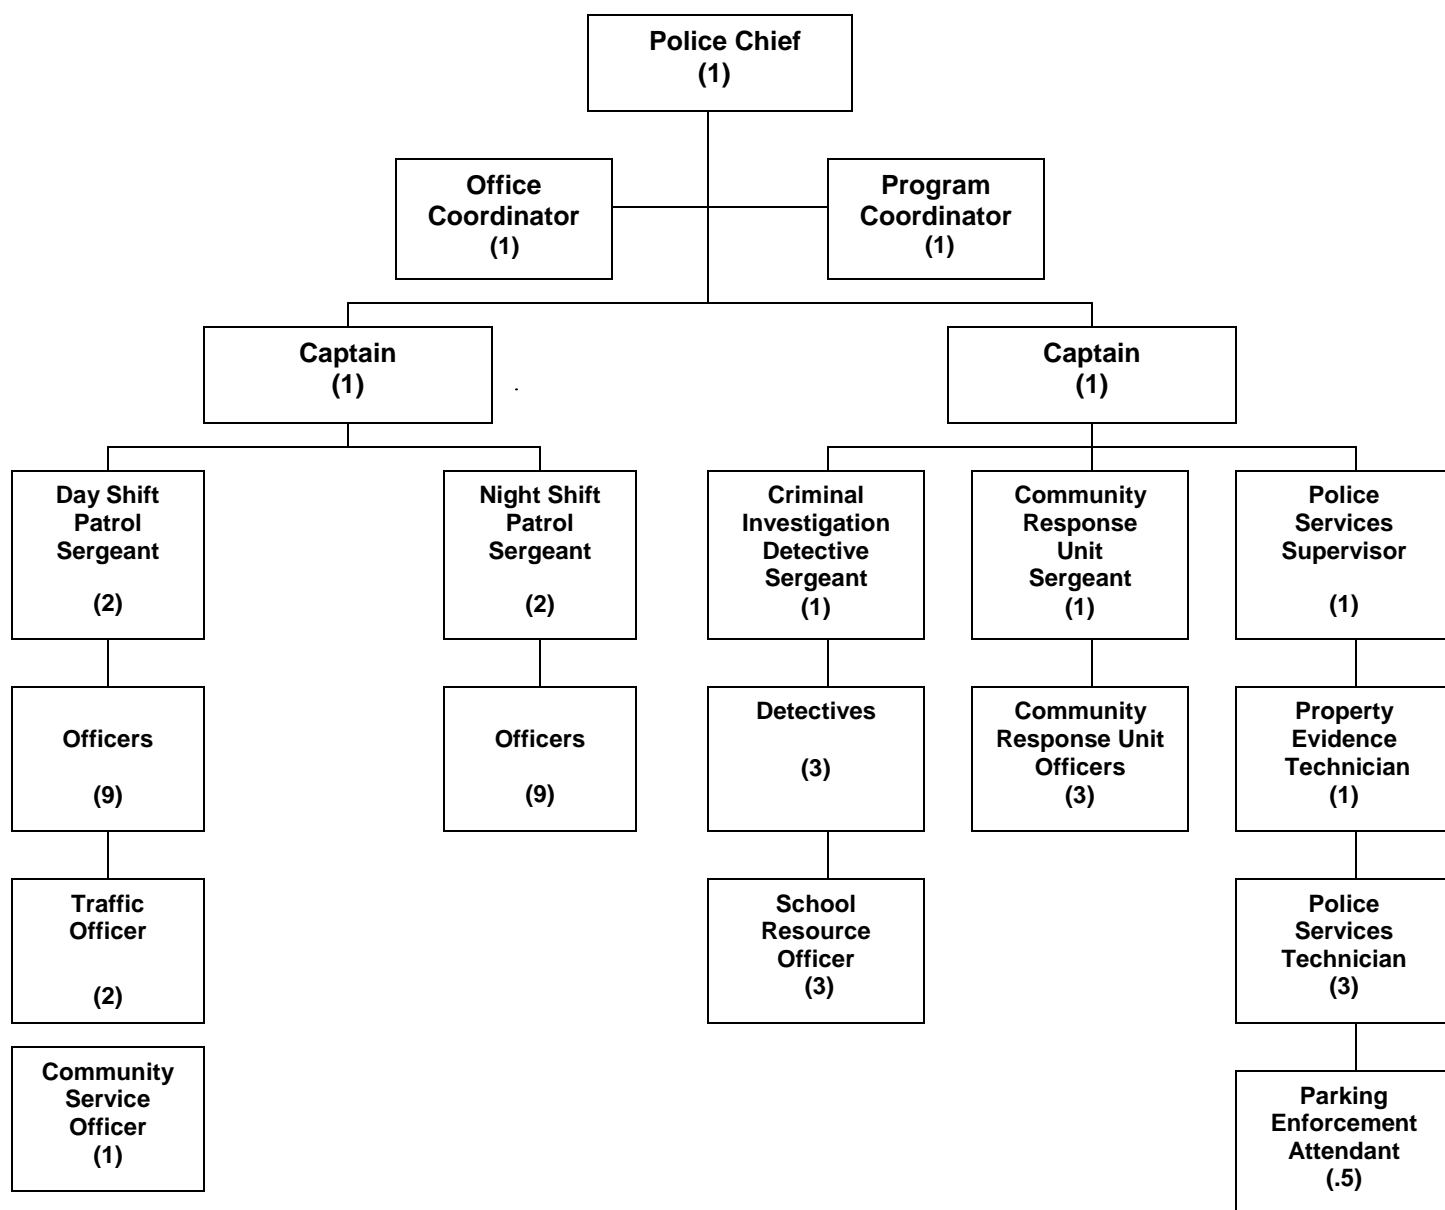 Police Chief
(1)
Office
Coordinator
(1)
Program
Coordinator
(1)
Captain
(1)
Captain
(1)
Day Shift
Patrol
Sergeant
(2)
Night Shift
Patrol
Sergeant
(2)
Criminal
Investigation
Detective
Sergeant
(1)
Community
Response
Unit
Sergeant
(1)
Police
Services
Supervisor
(1)
Officers
(9)
Officers
(9)
Detectives
(3)
Community
Response Unit
Officers
(3)
Property
Evidence
Technician
(1)
Traffic
Officer
(2)
School
Resource
Officer
(3)
Police
Services
Technician
(3)
Community
Service
Officer
(1)
Parking
Enforcement
Attendant
(.5)